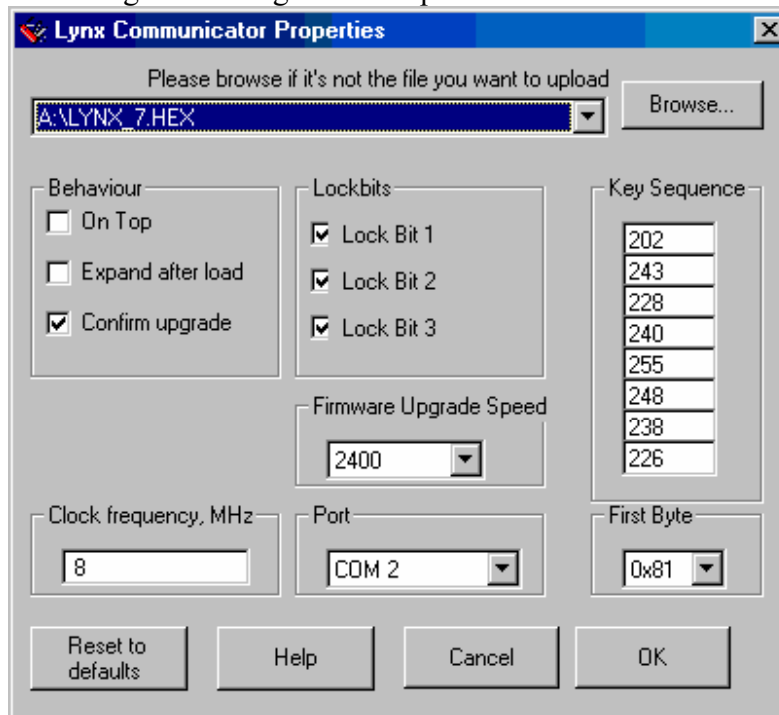 Lynx Communicator Properties
Please browse if it's not the file you want to upload
A:\LYNX_7.HEX
Browse...
Behaviour
On Top
Expand after load
Confirm upgrade
Lockbits
Lock Bit 1
Lock Bit 2
Lock Bit 3
Key Sequence
202
243
228
240
255
248
238
226
Firmware Upgrade Speed
2400
Clock frequency, MHz
8
Port
COM 2
First Byte
0x81
Reset to
defaults
Help
Cancel
OK